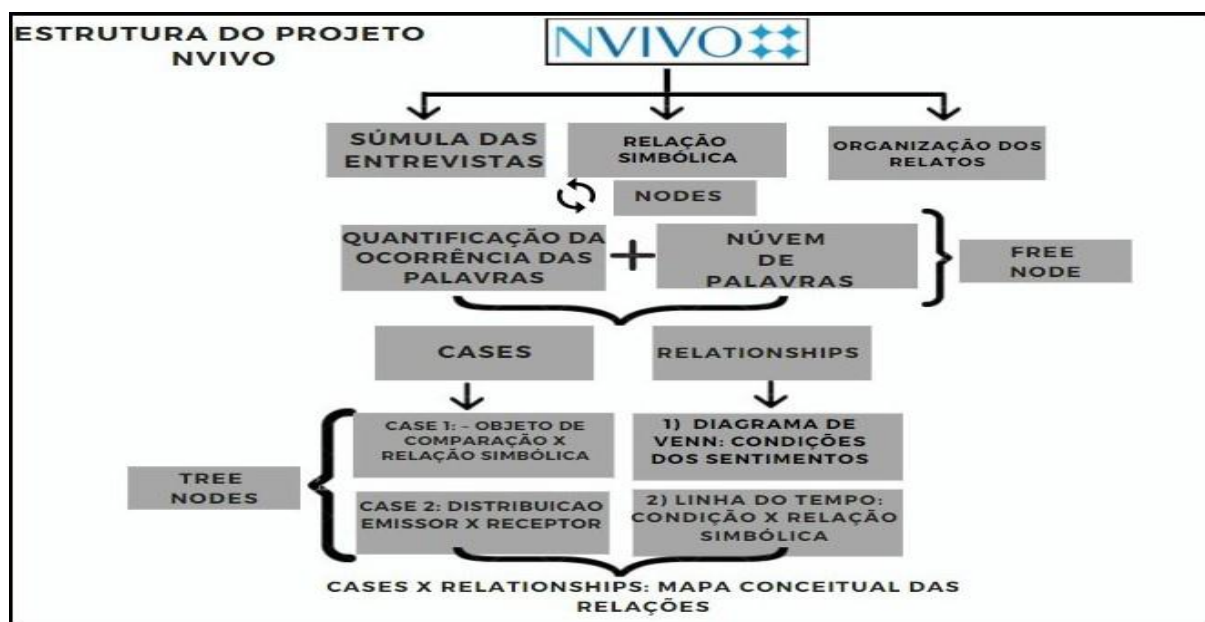 ESTRUTURA DO PROJETO
NVIVO
NVIVO
SÚMULA DAS
ENTREVISTAS
RELAÇÃO
SIMBÓLICA
ORGANIZAÇÃO DOS
RELATOS
NODES
QUANTIFICAÇÃO DA
OCORRÊNCIA DAS
PALAVRAS
+
NÚVEM
DE
PALAVRAS
FREE
NODE
CASES
RELATIONSHIPS
CASE 1: - OBJETO DE
COMPARAÇÃO X
RELAÇÃO SIMBÓLICA
1) DIAGRAMA DE
VENN: CONDIÇÕES
DOS SENTIMENTOS
TREE
NODES
CASE 2: DISTRIBUICAO
EMISSOR X RECEPTOR
2) LINHA DO TEMPO:
CONDIÇÃO X RELAÇÃO
SIMBÓLICA
CASES X RELATIONSHIPS: MAPA CONCEITUAL DAS
RELAÇÕES